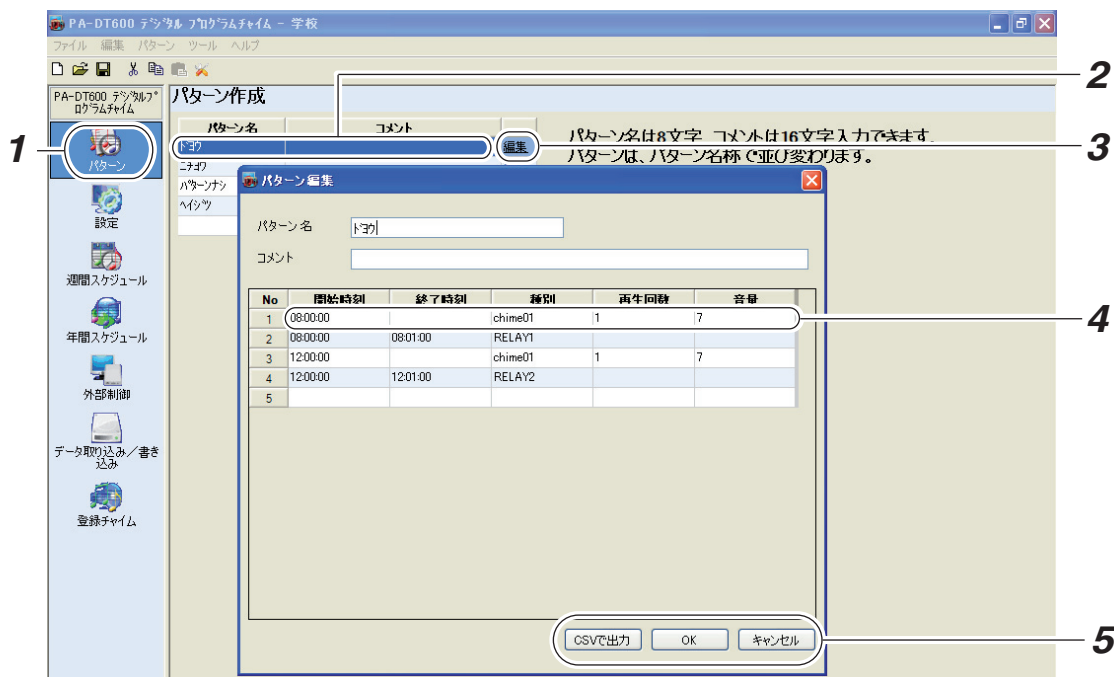 PA-DT600 デジタル プログラムチャイム - 学校
ファイル 編集 パターン ツール ヘルプ
PA-DT600 デジタルプログラムチャイム
パターン作成
パターン名 コメント
ドヨウ 編集
ニチヨウ
パターンナシ
ヘイジツ
パターン名は8文字、コメントは16文字入力できます。
パターンは、パターン名称で並び変わります。
パターン
設定
週間スケジュール
年間スケジュール
外部制御
データ取り込み/書き
込み
登録チャイム
パターン編集
パターン名 ドヨウ
コメント
No 開始時刻 終了時刻 種別 再生回数 音量
1 08:00:00 chime01 1 7
2 08:00:00 08:01:00 RELAY1
3 12:00:00 chime01 1 7
4 12:00:00 12:01:00 RELAY2
5
CSVで出力 OK キャンセル
1
2
3
4
5